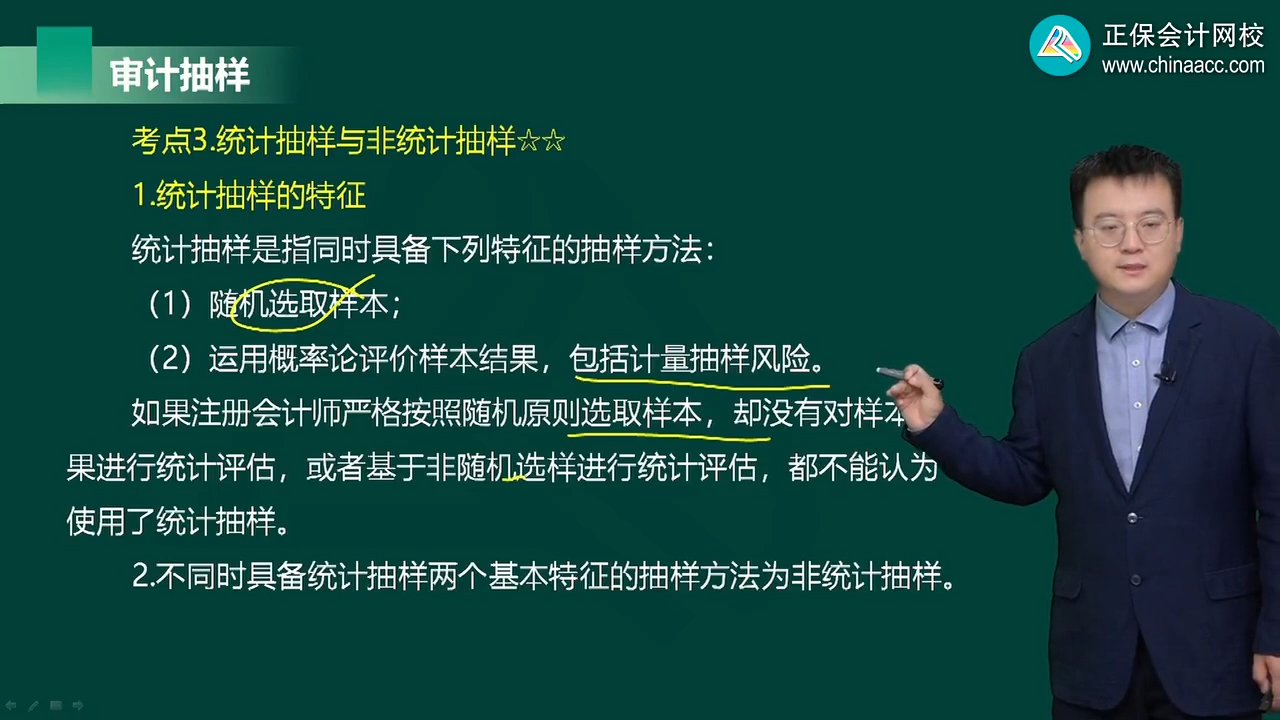 正保会计网校
www.chinaacc.com
审计抽样
考点3.统计抽样与非统计抽样☆☆
1.统计抽样的特征
统计抽样是指同时具备下列特征的抽样方法：
（1）随机选取样本；
（2）运用概率论评价样本结果，包括计量抽样风险。
如果注册会计师严格按照随机原则选取样本，却没有对样本
果进行统计评估，或者基于非随机选样进行统计评估，都不能认为
使用了统计抽样。
2.不同时具备统计抽样两个基本特征的抽样方法为非统计抽样。